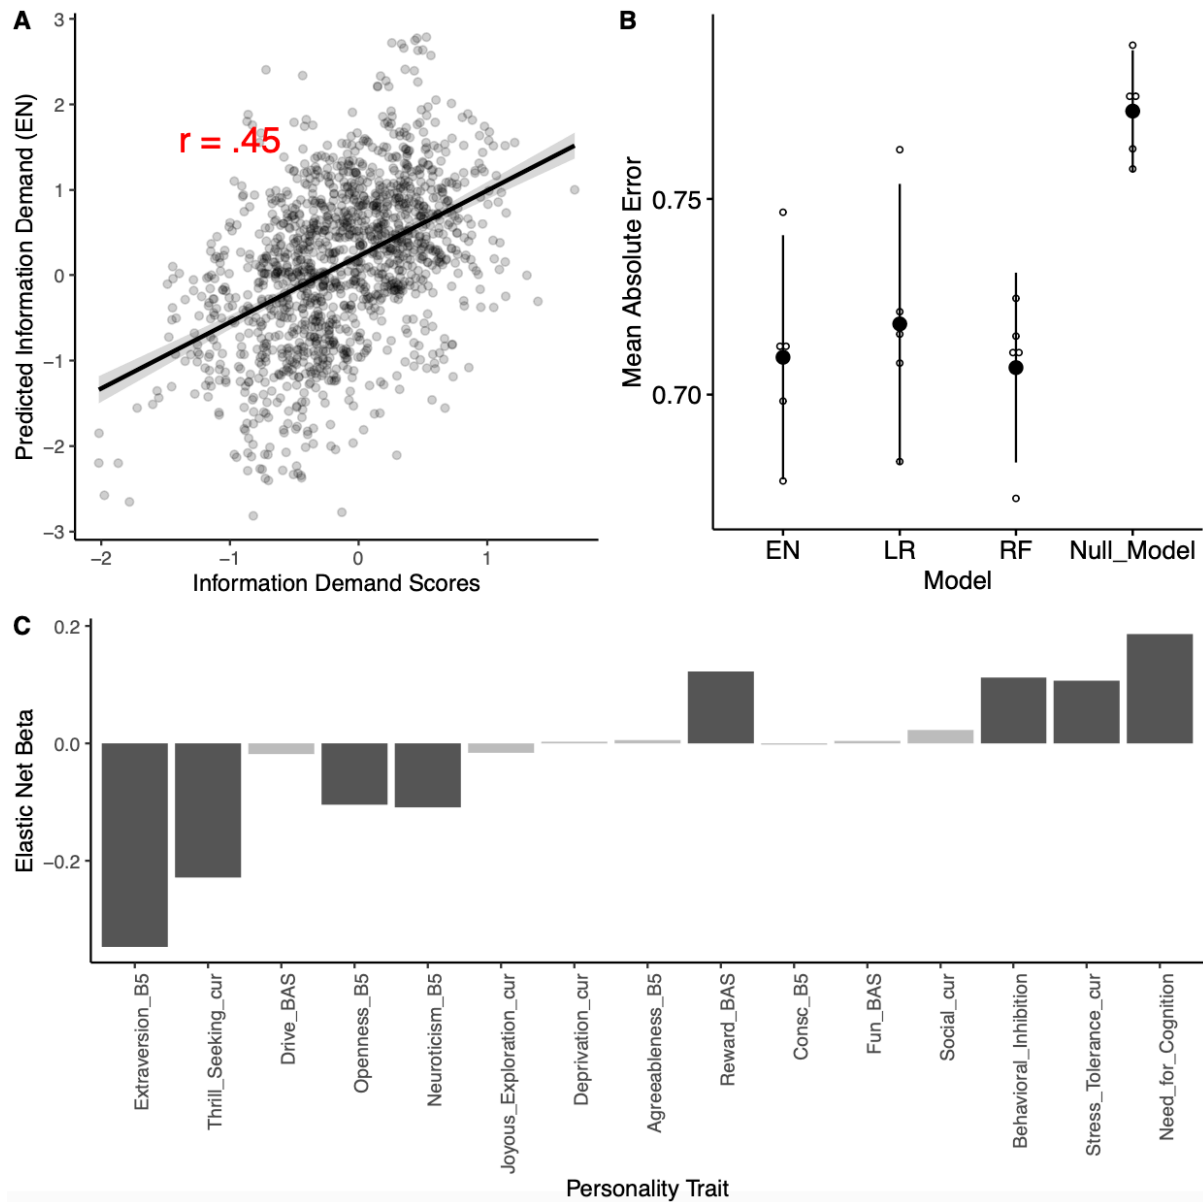 A
3
2
1
0
−1
−2
−3
Predicted Information Demand (EN)
r = .45
−2
−1
0
1
Information Demand Scores
B
0.75
0.70
Mean Absolute Error
EN
LR
RF
Null_Model
Model
C
0.2
0.0
−0.2
Elastic Net Beta
Extraversion_B5
Thrill_Seeking_cur
Drive_BAS
Openness_B5
Neuroticism_B5
Joyous_Exploration_cur
Deprivation_cur
Agreeableness_B5
Reward_BAS
Consc_B5
Fun_BAS
Social_cur
Behavioral_Inhibition
Stress_Tolerance_cur
Need_for_Cognition
Personality Trait